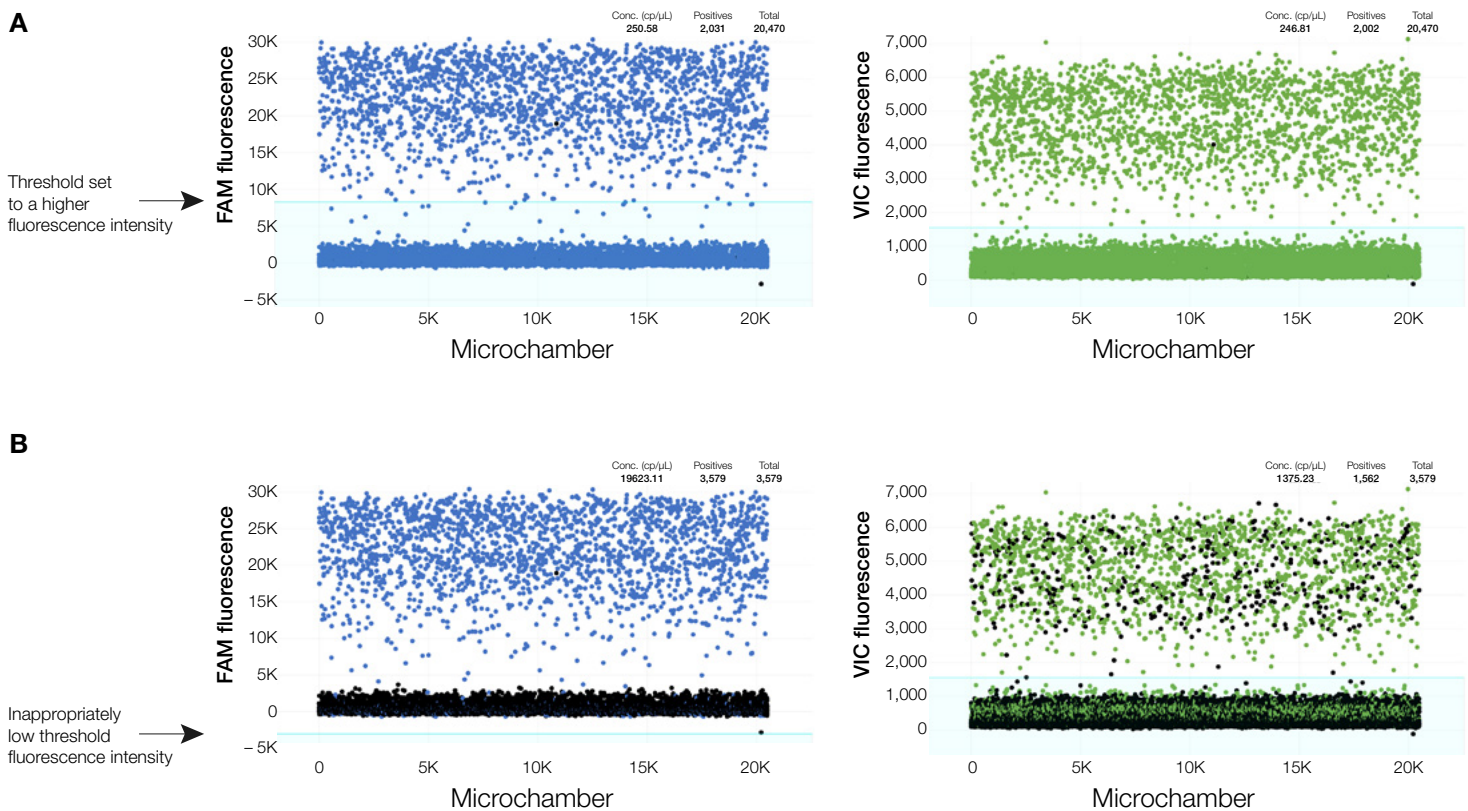 A
Conc. (cp/µL) Positives Total
250.58 2,031 20,470
FAM fluorescence
30K
25K
20K
15K
10K
5K
0
– 5K
0 5K 10K 15K 20K
Microchamber
Threshold set
to a higher
fluorescence intensity
Conc. (cp/µL) Positives Total
246.81 2,002 20,470
VIC fluorescence
7,000
6,000
5,000
4,000
3,000
2,000
1,000
0
0 5K 10K 15K 20K
Microchamber
B
Conc. (cp/µL) Positives Total
19623.11 3,579 3,579
FAM fluorescence
30K
25K
20K
15K
10K
5K
0
– 5K
0 5K 10K 15K 20K
Microchamber
Inappropriately
low threshold
fluorescence intensity
Conc. (cp/µL) Positives Total
1375.23 1,562 3,579
VIC fluorescence
7,000
6,000
5,000
4,000
3,000
2,000
1,000
0
0 5K 10K 15K 20K
Microchamber